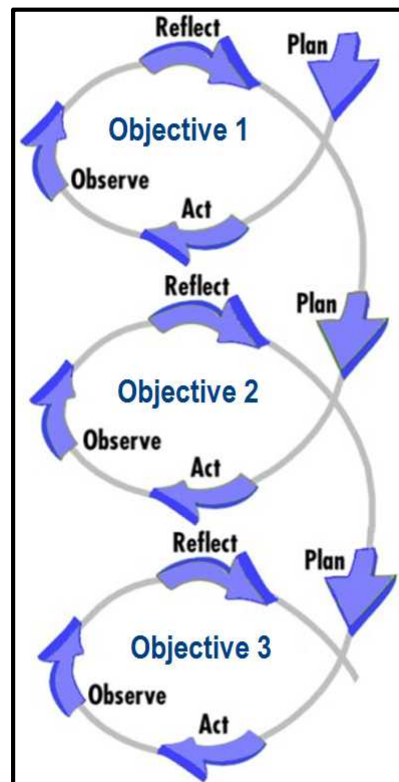 Reflect
Plan
Objective 1
Observe
Act
Reflect
Plan
Objective 2
Observe
Act
Reflect
Plan
Objective 3
Observe
Act